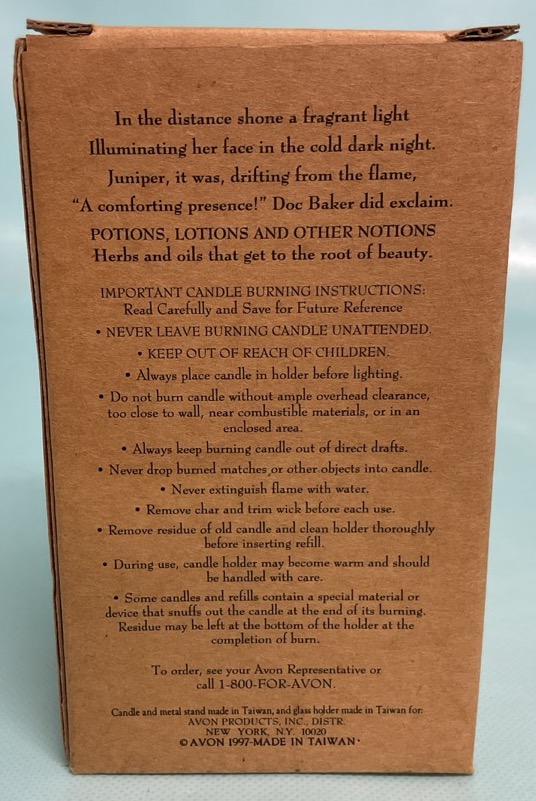 In the distance shone a fragrant light
Illuminating her face in the cold dark night.
Juniper, it was, drifting from the flame,
“A comforting presence!” Doc Baker did exclaim.
POTIONS, LOTIONS AND OTHER NOTIONS
Herbs and oils that get to the root of beauty.
IMPORTANT CANDLE BURNING INSTRUCTIONS:
Read Carefully and Save for Future Reference
• NEVER LEAVE BURNING CANDLE UNATTENDED.
• KEEP OUT OF REACH OF CHILDREN.
• Always place candle in holder before lighting.
• Do not burn candle without ample overhead clearance,
too close to wall, near combustible materials, or in an
enclosed area.
• Always keep burning candle out of direct drafts.
• Never drop burned matches or other objects into candle.
• Never extinguish flame with water.
• Remove char and trim wick before each use.
• Remove residue of old candle and clean holder thoroughly
before inserting refill.
• During use, candle holder may become warm and should
be handled with care.
• Some candles and refills contain a special material or
device that snuffs out the candle at the end of its burning.
Residue may be left at the bottom of the holder at the
completion of burn.
To order, see your Avon Representative or
call 1-800-FOR-AVON.
Candle and metal stand made in Taiwan, and glass holder made in Taiwan for:
AVON PRODUCTS, INC., DISTR.
NEW YORK, N.Y. 10020
© AVON 1997-MADE IN TAIWAN·